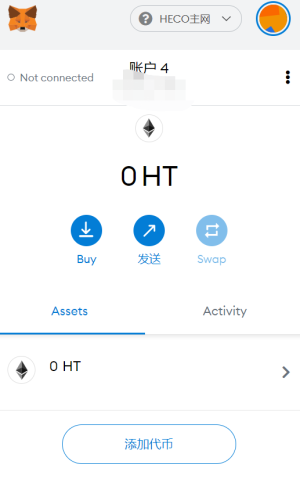 HECO主网
Not connected
账户 4
0 HT
Buy
发送
Swap
Assets
Activity
0 HT
添加代币